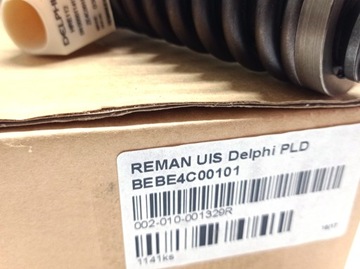 DELPHI
REMAN UIS Delphi PLD
BEBE4C00101
002-010-001329R
1141ks